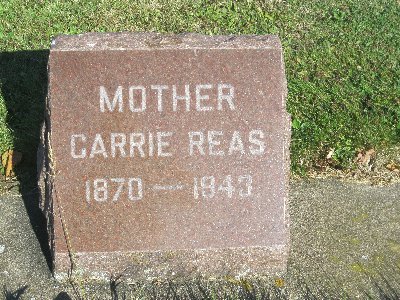 MOTHER
CARRIE REAS
1870 — 1943